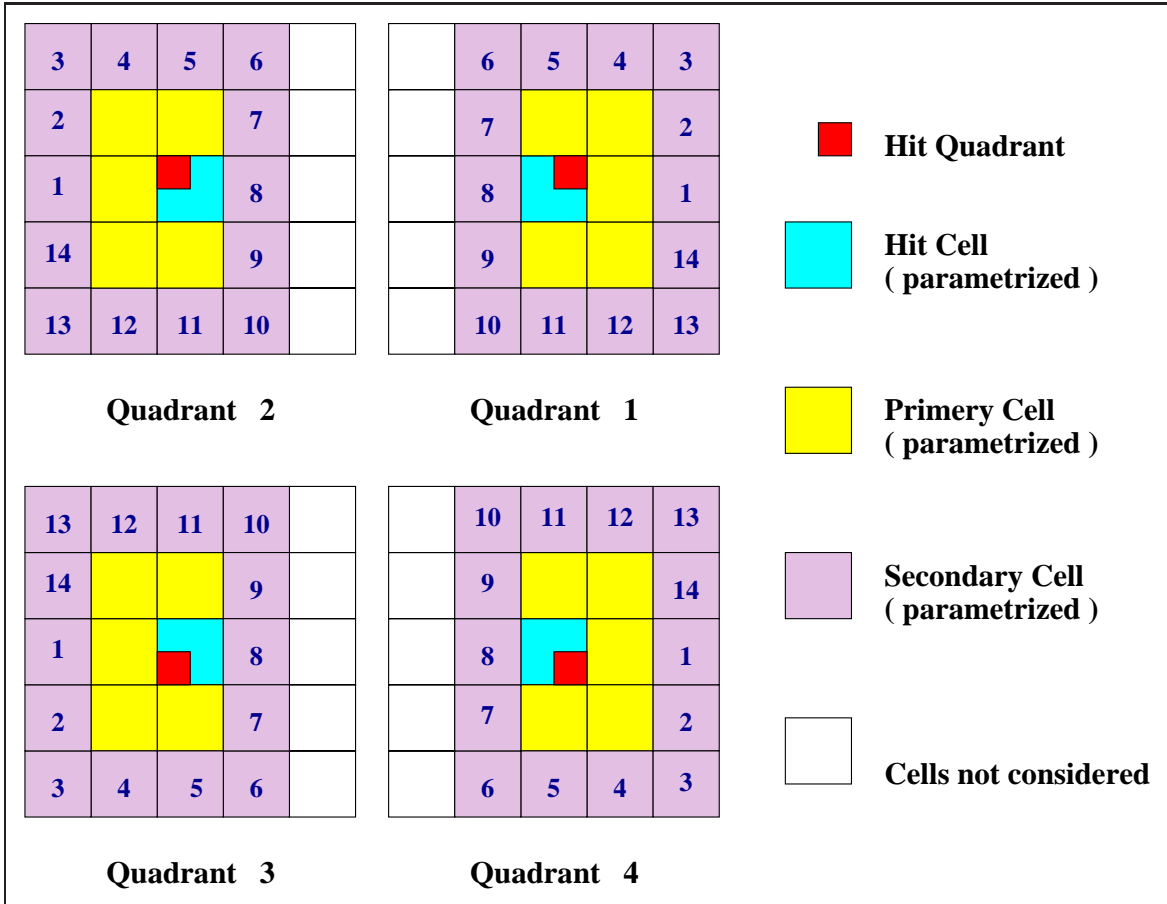 3 4 5 6
2 7
1 8
14 9
13 12 11 10
Quadrant 2
6 5 4 3
7 2
8 1
9 14
10 11 12 13
Quadrant 1
13 12 11 10
14 9
1 8
2 7
3 4 5 6
Quadrant 3
10 11 12 13
9 14
8 1
7 2
6 5 4 3
Quadrant 4
Hit Quadrant
Hit Cell
( parametrized )
Primery Cell
( parametrized )
Secondary Cell
( parametrized )
Cells not considered